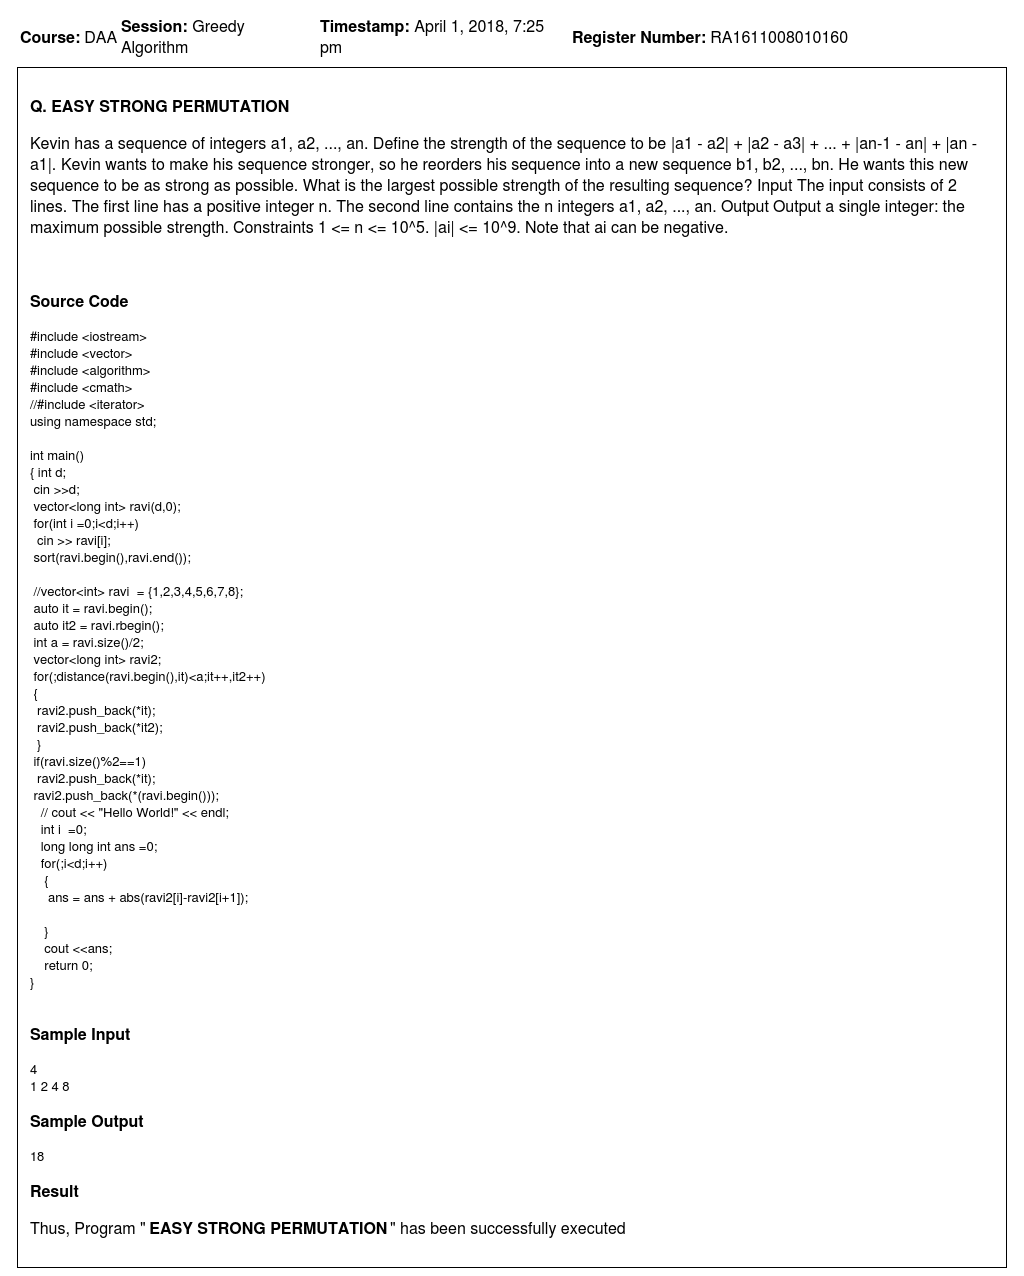 Course: DAA Session: Greedy Algorithm Timestamp: April 1, 2018, 7:25 pm Register Number: RA1611008010160
Q. EASY STRONG PERMUTATION
Kevin has a sequence of integers a1, a2, ..., an. Define the strength of the sequence to be |a1 - a2| + |a2 - a3| + ... + |an-1 - an| + |an -
a1|. Kevin wants to make his sequence stronger, so he reorders his sequence into a new sequence b1, b2, ..., bn. He wants this new
sequence to be as strong as possible. What is the largest possible strength of the resulting sequence? Input The input consists of 2
lines. The first line has a positive integer n. The second line contains the n integers a1, a2, ..., an. Output Output a single integer: the
maximum possible strength. Constraints 1 <= n <= 10^5. |ai| <= 10^9. Note that ai can be negative.
Source Code
#include <iostream>
#include <vector>
#include <algorithm>
#include <cmath>
//#include <iterator>
using namespace std;
int main()
{ int d;
cin >>d;
vector<long int> ravi(d,0);
for(int i =0;i<d;i++)
cin >> ravi[i];
sort(ravi.begin(),ravi.end());
//vector<int> ravi  = {1,2,3,4,5,6,7,8};
auto it = ravi.begin();
auto it2 = ravi.rbegin();
int a = ravi.size()/2;
vector<long int> ravi2;
for(;distance(ravi.begin(),it)<a;it++,it2++)
{
ravi2.push_back(*it);
ravi2.push_back(*it2);
}
if(ravi.size()%2==1)
ravi2.push_back(*it);
ravi2.push_back(*(ravi.begin()));
// cout << "Hello World!" << endl;
int i  =0;
long long int ans =0;
for(;i<d;i++)
{
ans = ans + abs(ravi2[i]-ravi2[i+1]);
}
cout <<ans;
return 0;
}
Sample Input
4
1 2 4 8
Sample Output
18
Result
Thus, Program " EASY STRONG PERMUTATION " has been successfully executed